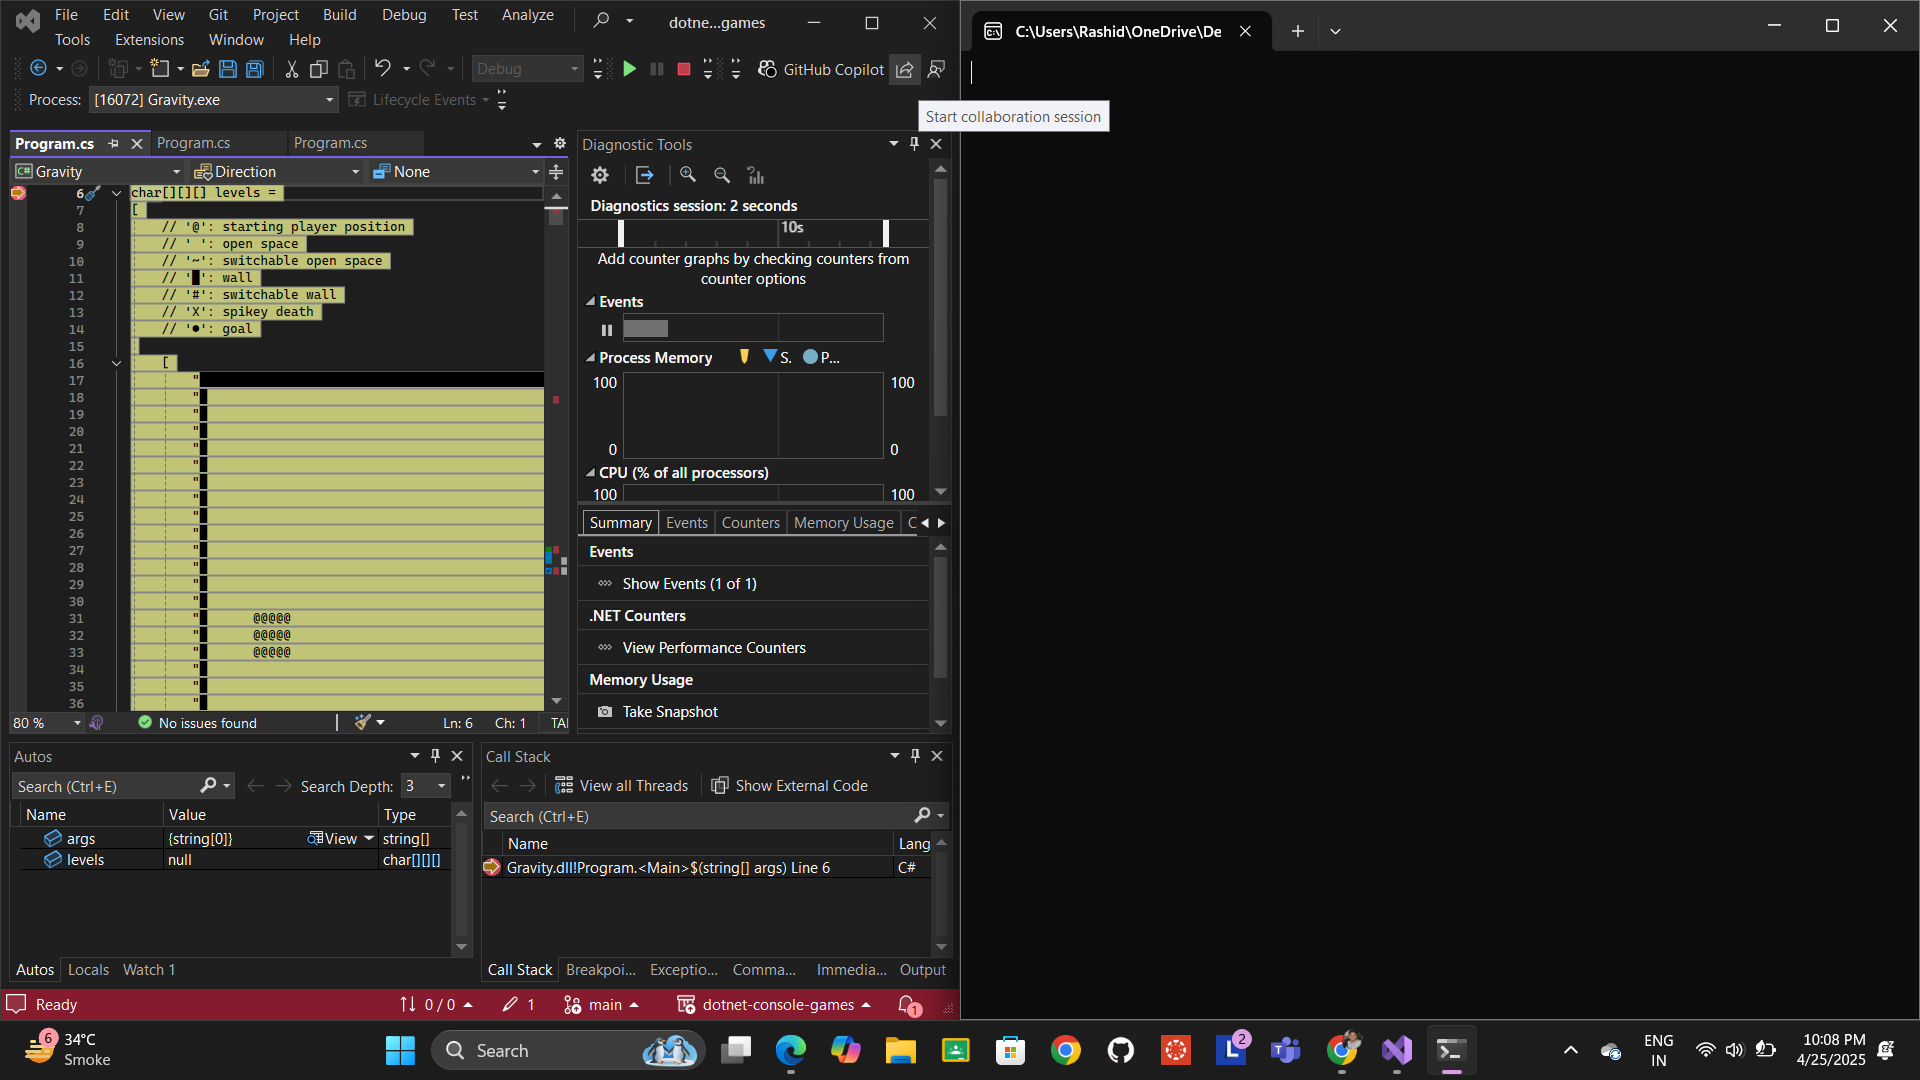 File Edit View Git Project Build Debug Test Analyze
dotne...games
Tools Extensions Window Help
Debug
GitHub Copilot
Process: [16072] Gravity.exe
Lifecycle Events
Program.cs
Program.cs
Program.cs
Gravity
Direction
None
6 char[][][] levels =
7 [
8 // '@': starting player position
9 // ' ': open space
10 // '~': switchable open space
11 // '█': wall
12 // '#': switchable wall
13 // 'X': spikey death
14 // '●': goal
15
16 [
17 "
18 "█
19 "█
20 "█
21 "█
22 "█
23 "█
24 "█
25 "█
26 "█
27 "█
28 "█
29 "█
30 "█
31 "█ @@@@@
32 "█ @@@@@
33 "█ @@@@@
34 "█
35 "█
36 "█
80 %
No issues found
Ln: 6 Ch: 1 TAI
Diagnostic Tools
Diagnostics session: 2 seconds
10s
Add counter graphs by checking counters from
counter options
Events
Process Memory S. P...
100 100
0 0
CPU (% of all processors)
100 100
Summary Events Counters Memory Usage C
Events
Show Events (1 of 1)
.NET Counters
View Performance Counters
Memory Usage
Take Snapshot
Autos
Search (Ctrl+E) Search Depth: 3
Name Value Type
args {string[0]} View string[]
levels null char[][][]
Autos Locals Watch 1
Call Stack
View all Threads Show External Code
Search (Ctrl+E)
Name Lang
Gravity.dll!Program.<Main>$(string[] args) Line 6 C#
Call Stack Breakpoi... Exceptio... Comma... Immedia... Output
Ready 0 / 0 1 main dotnet-console-games 1
C:\Users\Rashid\OneDrive\De
Start collaboration session
6 34°C
Smoke
Search
2
ENG
IN
10:08 PM
4/25/2025